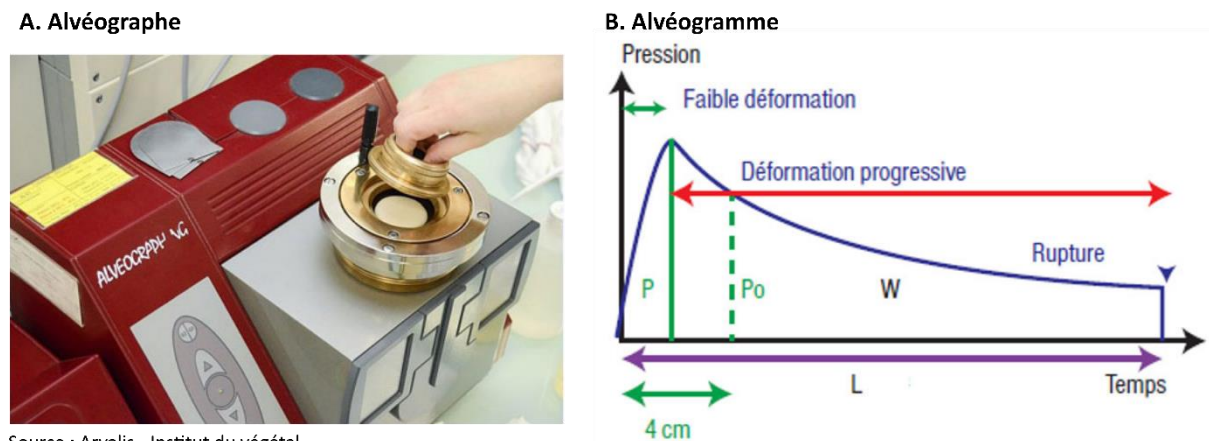 A. Alvéographe
B. Alvéogramme
Pression
Faible déformation
Déformation progressive
Rupture
P
Po
W
L
Temps
4 cm
ALVEOGRAPH NG
Source : Arvalis - Institut du végétal